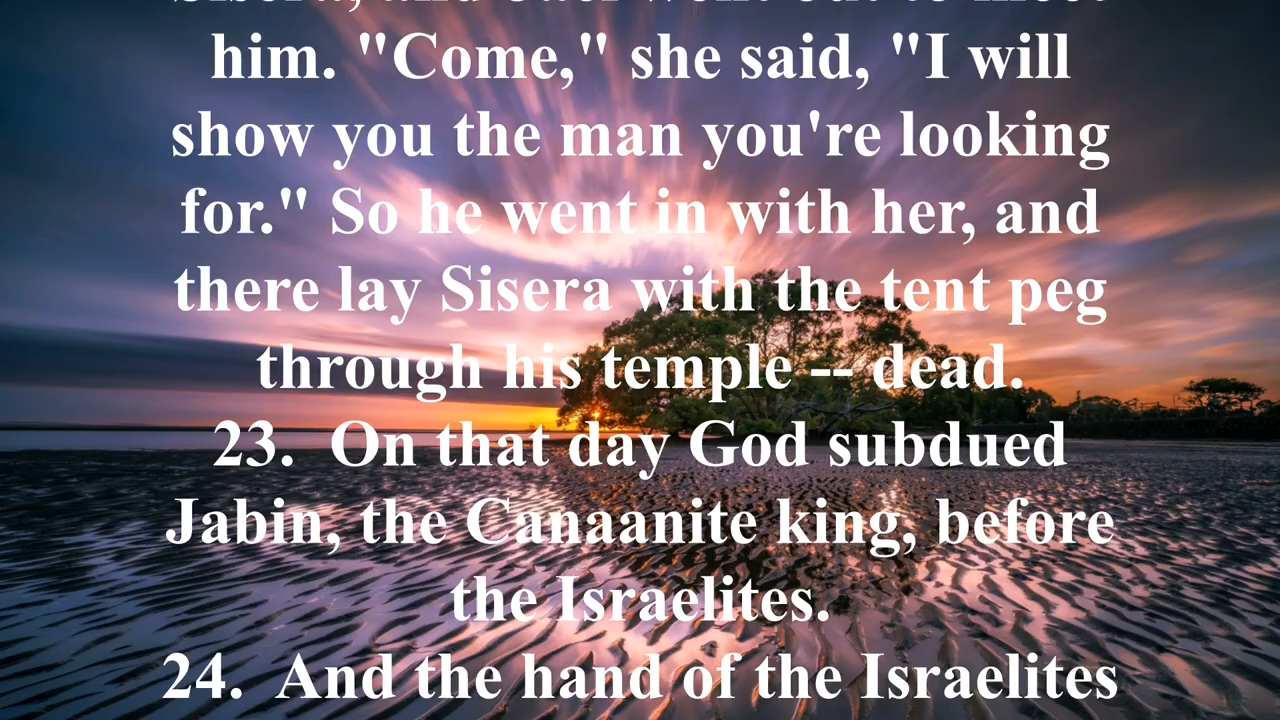 him. "Come," she said, "I will
show you the man you're looking
for." So he went in with her, and
there lay Sisera with the tent peg
through his temple -- dead.
23.  On that day God subdued
Jabin, the Canaanite king, before
the Israelites.
24.  And the hand of the Israelites